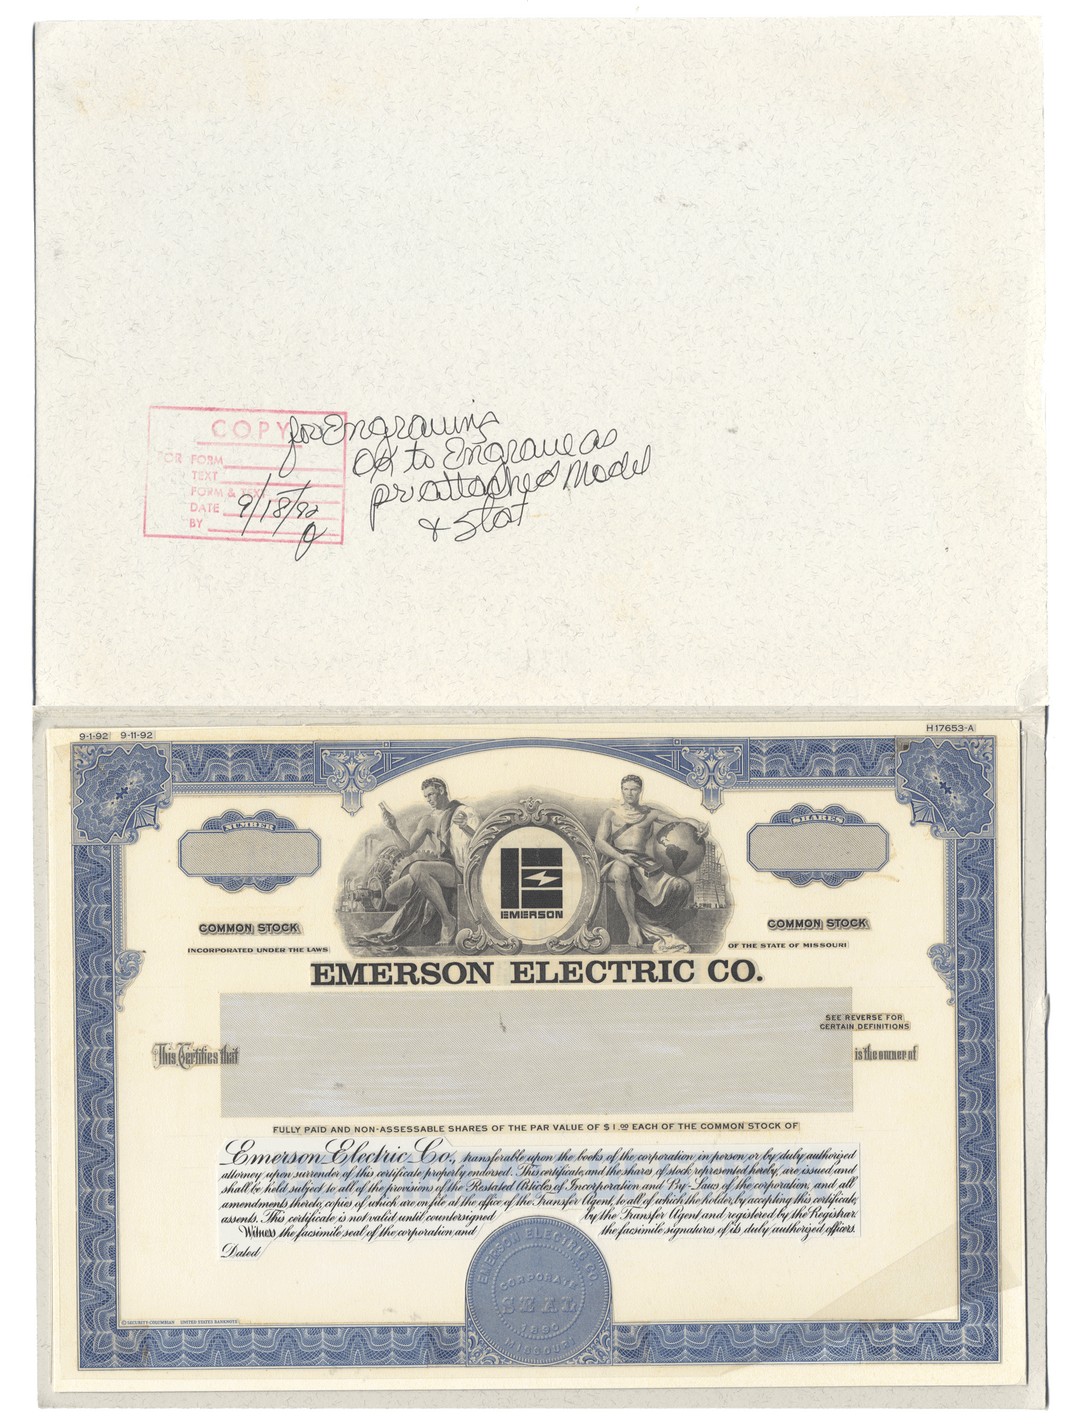 COPY
FOR FORM
TEXT
FORM & TEXT
DATE 9/18/92
BY
for Engraving
OK to Engrave as
pr attached Model
& Stat
9-1-92 9-11-92
H17653-A
NUMBER
SHARES
EMERSON
COMMON STOCK
COMMON STOCK
INCORPORATED UNDER THE LAWS
OF THE STATE OF MISSOURI
EMERSON ELECTRIC CO.
SEE REVERSE FOR
CERTAIN DEFINITIONS
This Certifies that
is the owner of
FULLY PAID AND NON-ASSESSABLE SHARES OF THE PAR VALUE OF $1.00 EACH OF THE COMMON STOCK OF
Emerson Electric Co., transferable upon the books of the corporation in person or by duly authorized
attorney upon surrender of this certificate properly endorsed. This certificate, and the shares of stock represented hereby, are issued and
shall be held subject to all of the provisions of the Restated Articles of Incorporation and By-Laws of the corporation, and all
amendments thereto, copies of which are on file at the office of the Transfer Agent, to all of which the holder, by accepting this certificate,
assents. This certificate is not valid until countersigned by the Transfer Agent and registered by the Registrar.
Witness the facsimile seal of the corporation and the facsimile signatures of its duly authorized officers.
Dated
EMERSON ELECTRIC CO.
CORPORATE
SEAL
1890
MISSOURI
© SECURITY-COLUMBIAN UNITED STATES BANKNOTE